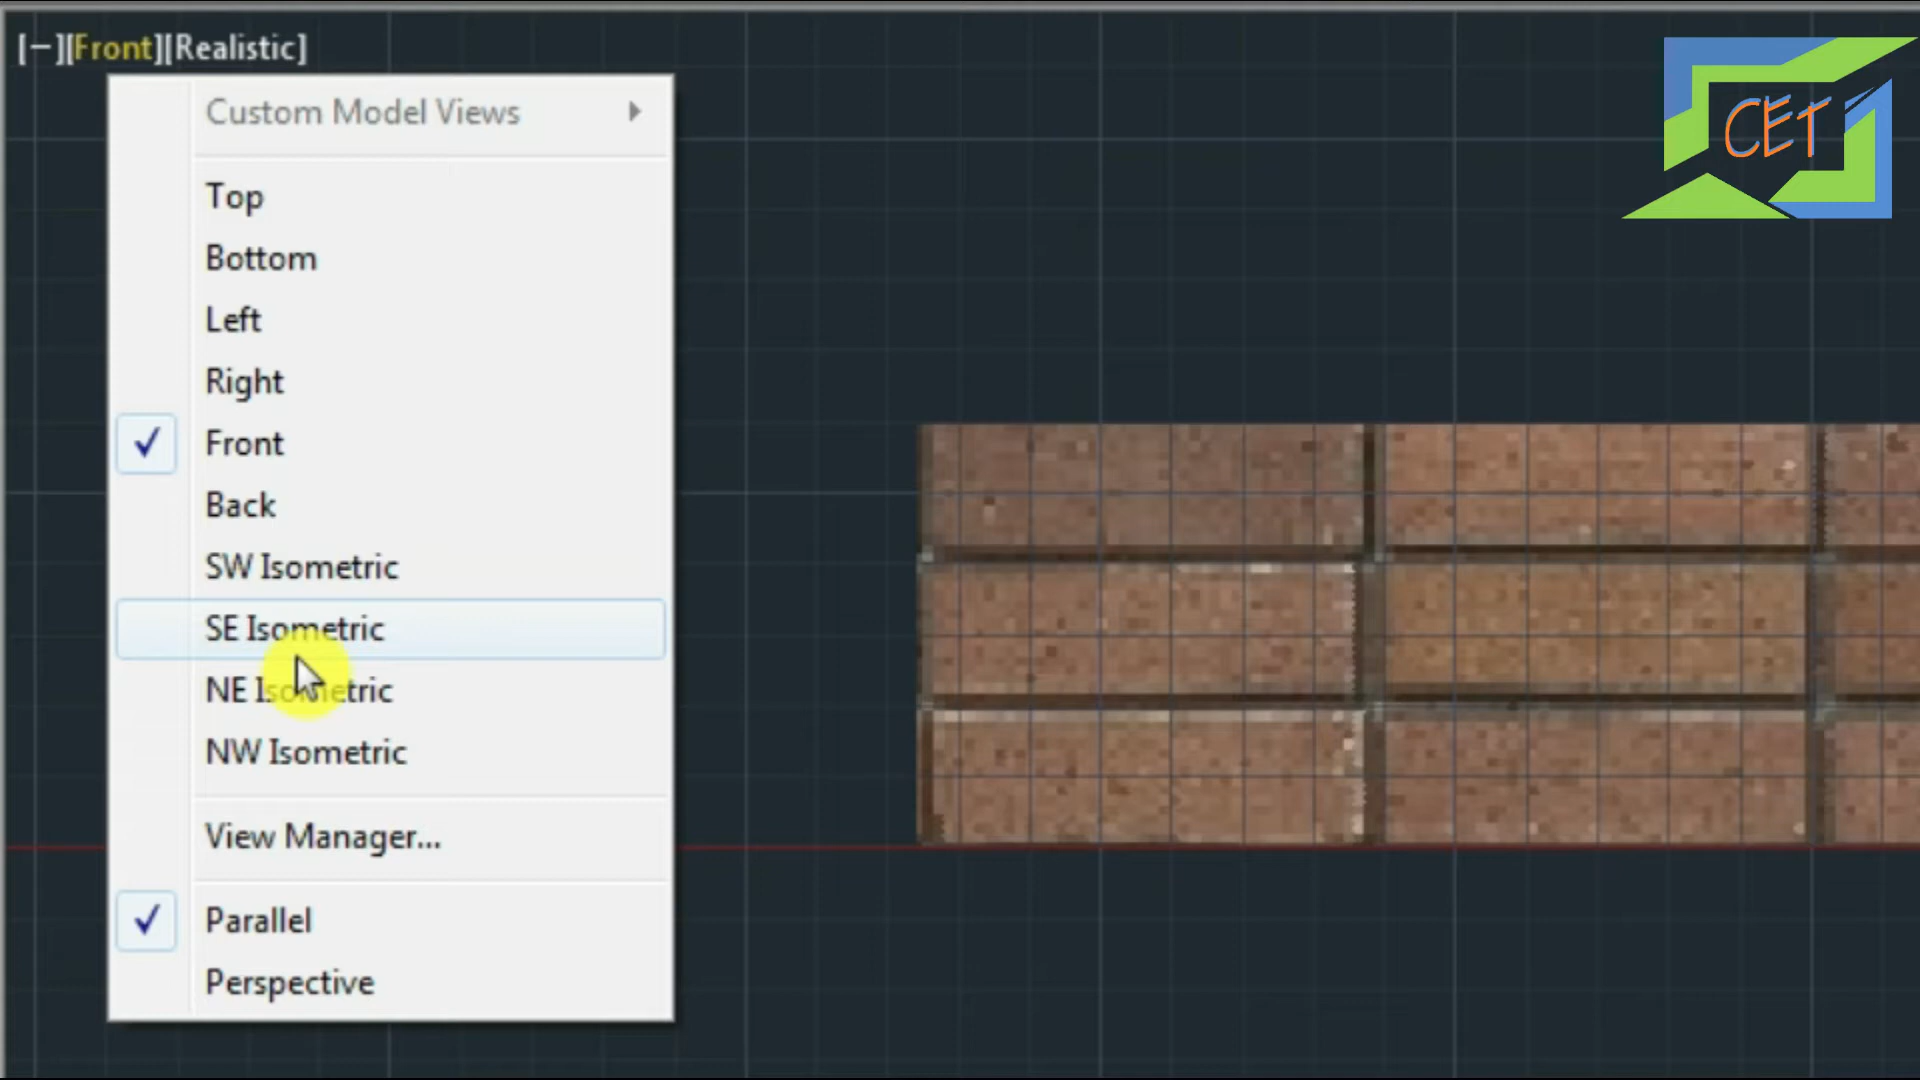 [−][Front][Realistic]
CET
Custom Model Views
Top
Bottom
Left
Right
Front
Back
SW Isometric
SE Isometric
NE Isometric
NW Isometric
View Manager...
Parallel
Perspective